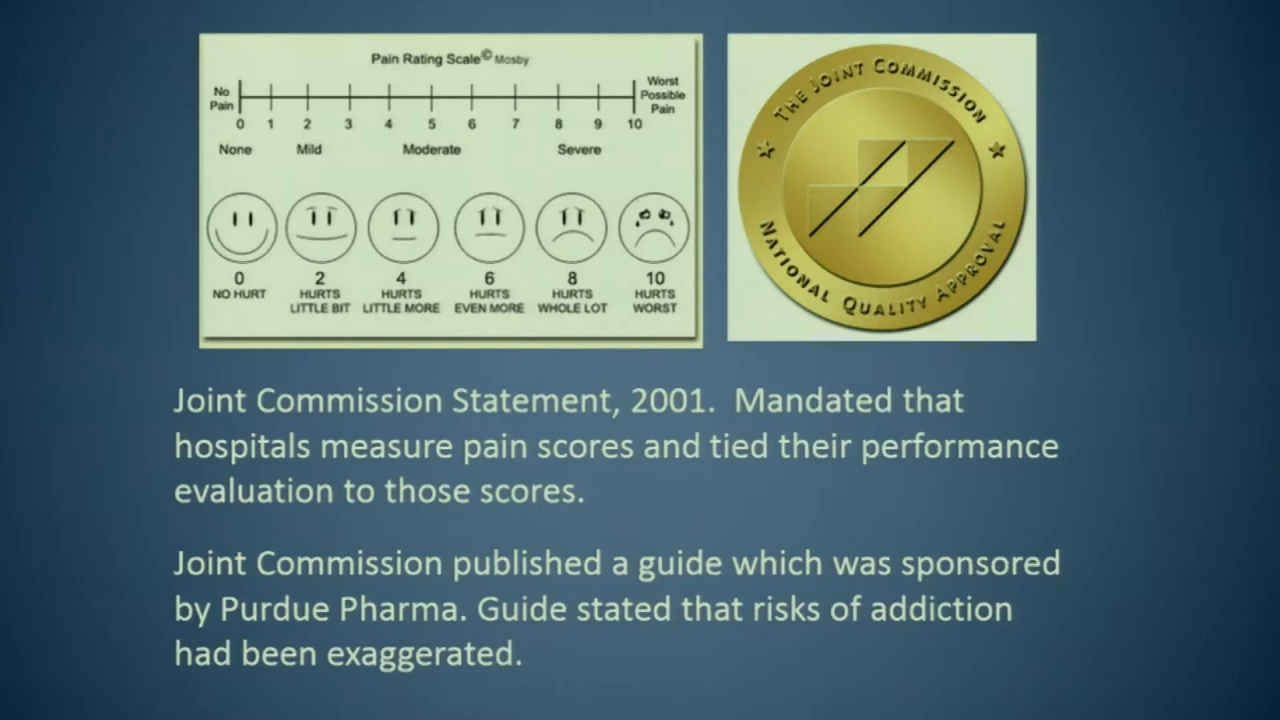 Pain Rating Scale© Mosby
No Pain
Worst Possible Pain
0 1 2 3 4 5 6 7 8 9 10
None Mild Moderate Severe
0 2 4 6 8 10
NO HURT
HURTS LITTLE BIT
HURTS LITTLE MORE
HURTS EVEN MORE
HURTS WHOLE LOT
HURTS WORST
THE JOINT COMMISSION
NATIONAL QUALITY APPROVAL
Joint Commission Statement, 2001. Mandated that
hospitals measure pain scores and tied their performance
evaluation to those scores.
Joint Commission published a guide which was sponsored
by Purdue Pharma. Guide stated that risks of addiction
had been exaggerated.